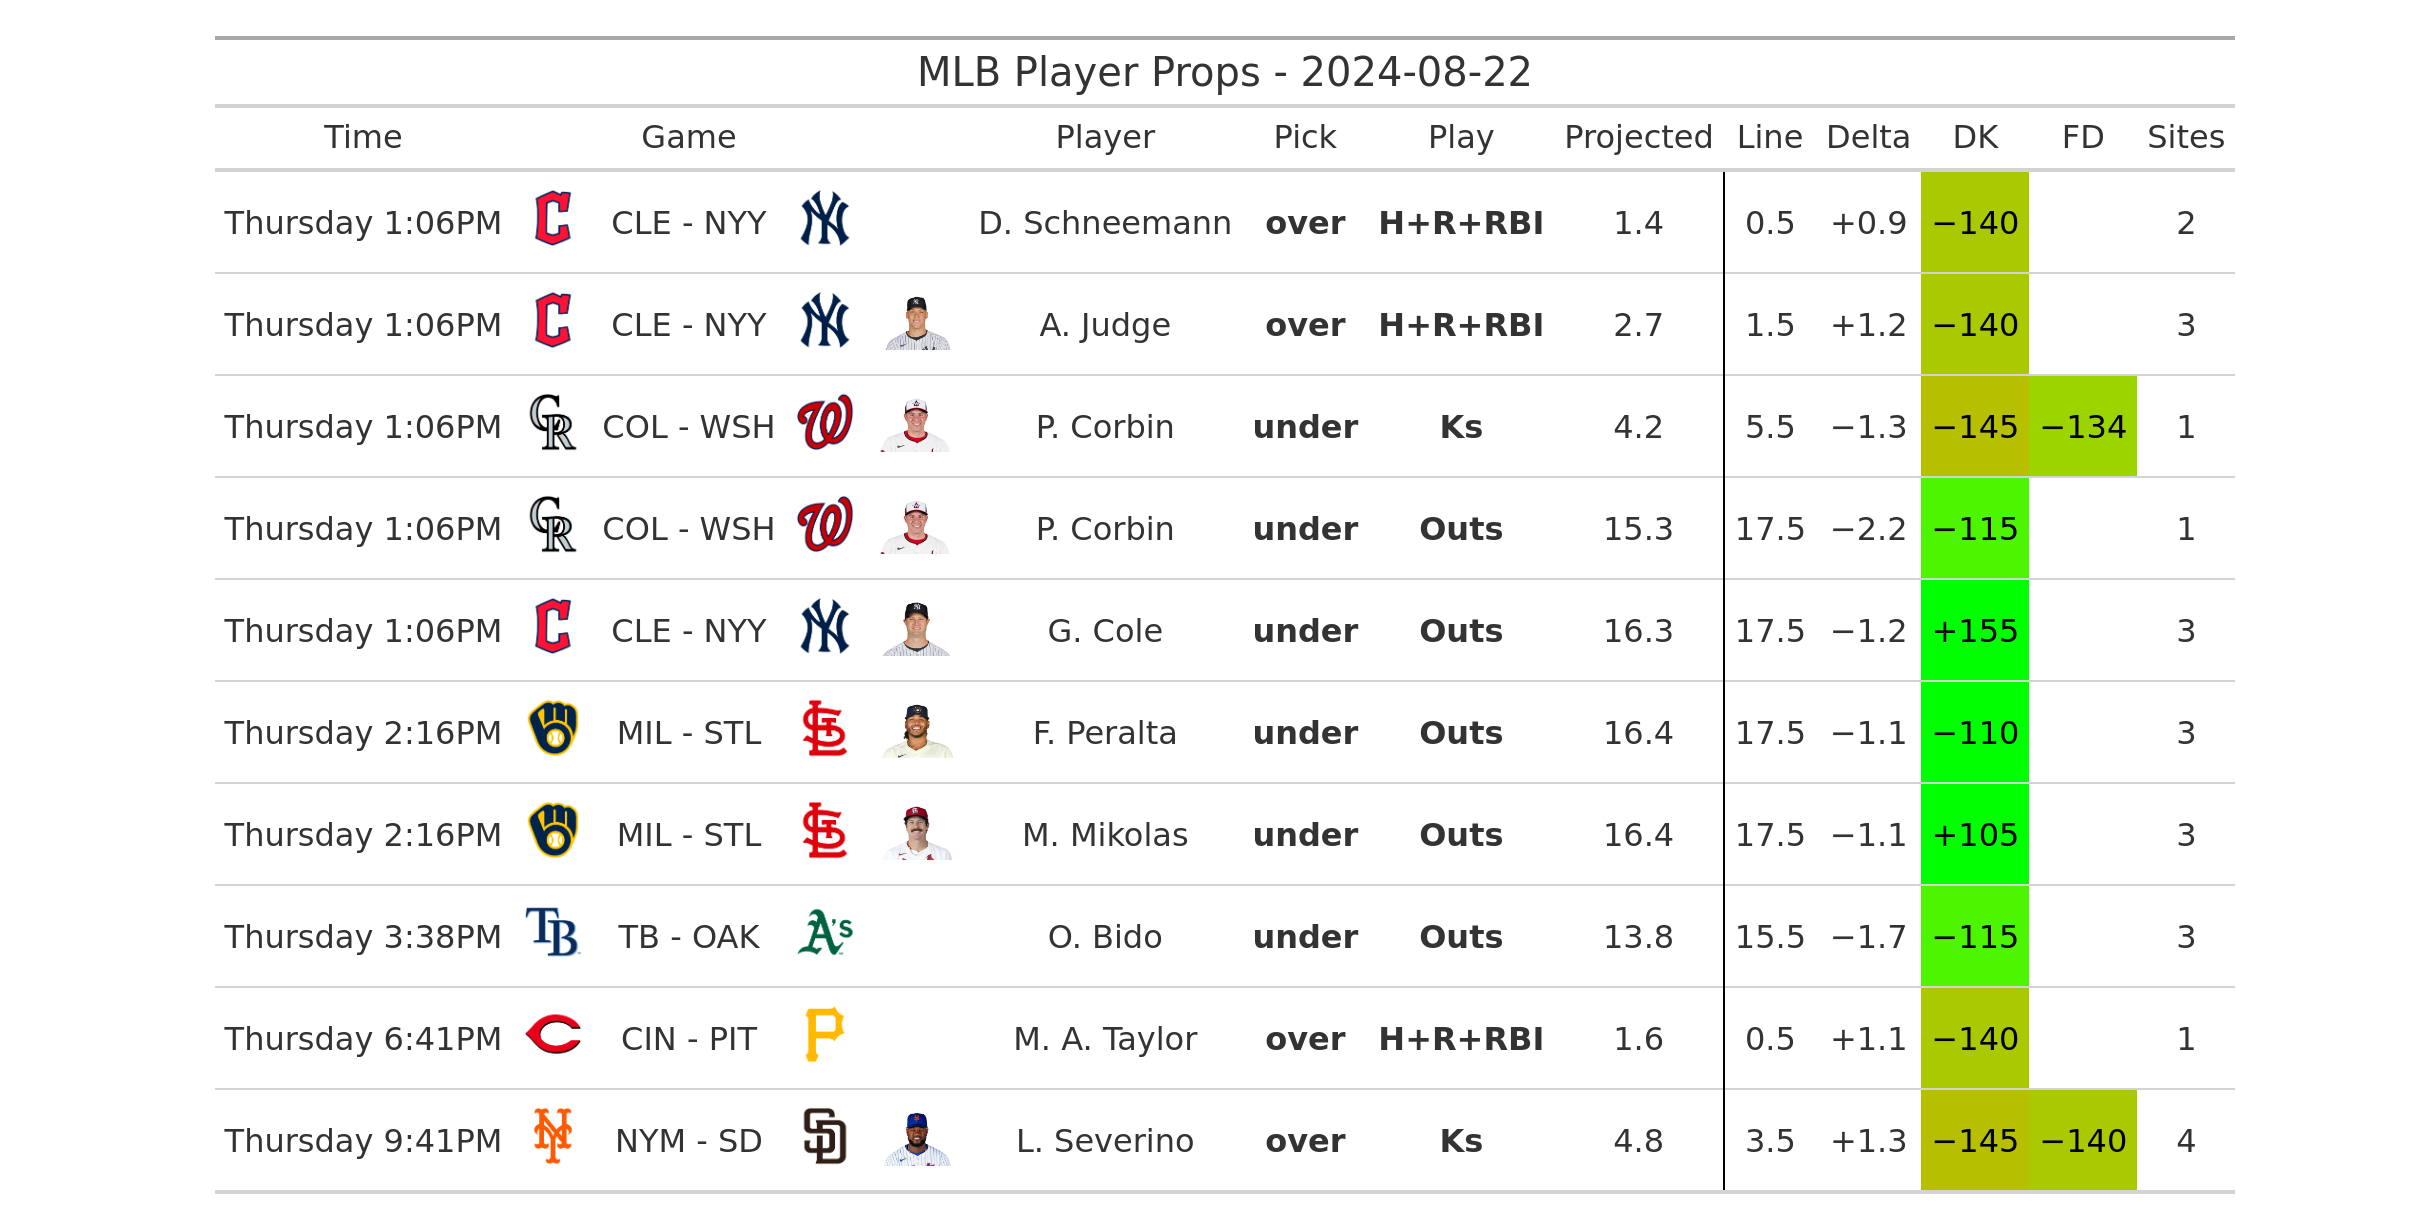 MLB Player Props - 2024-08-22
Time Game Player Pick Play Projected Line Delta DK FD Sites
Thursday 1:06PM CLE - NYY D. Schneemann over H+R+RBI 1.4 0.5 +0.9 −140 2
Thursday 1:06PM CLE - NYY A. Judge over H+R+RBI 2.7 1.5 +1.2 −140 3
Thursday 1:06PM COL - WSH P. Corbin under Ks 4.2 5.5 −1.3 −145 −134 1
Thursday 1:06PM COL - WSH P. Corbin under Outs 15.3 17.5 −2.2 −115 1
Thursday 1:06PM CLE - NYY G. Cole under Outs 16.3 17.5 −1.2 +155 3
Thursday 2:16PM MIL - STL F. Peralta under Outs 16.4 17.5 −1.1 −110 3
Thursday 2:16PM MIL - STL M. Mikolas under Outs 16.4 17.5 −1.1 +105 3
Thursday 3:38PM TB - OAK O. Bido under Outs 13.8 15.5 −1.7 −115 3
Thursday 6:41PM CIN - PIT M. A. Taylor over H+R+RBI 1.6 0.5 +1.1 −140 1
Thursday 9:41PM NYM - SD L. Severino over Ks 4.8 3.5 +1.3 −145 −140 4